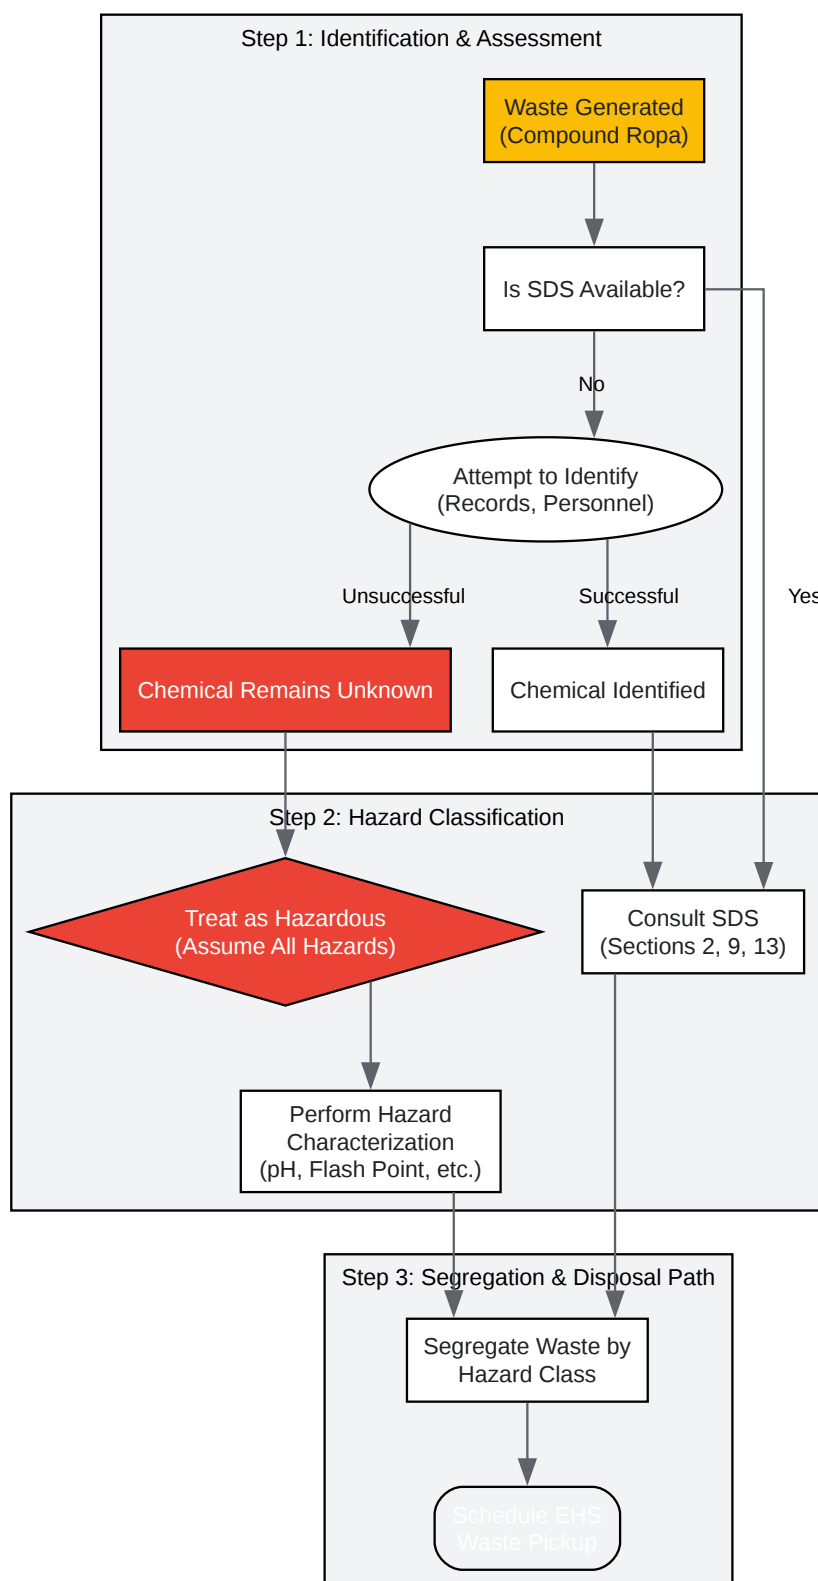 Step 1: Identification & Assessment
Waste Generated
(Compound Ropa)
Is SDS Available?
No
Attempt to Identify
(Records, Personnel)
Unsuccessful
Successful
Yes
Chemical Remains Unknown
Chemical Identified
Step 2: Hazard Classification
Treat as Hazardous
(Assume All Hazards)
Consult SDS
(Sections 2, 9, 13)
Perform Hazard
Characterization
(pH, Flash Point, etc.)
Step 3: Segregation & Disposal Path
Segregate Waste by
Hazard Class
Schedule EHS
Waste Pickup